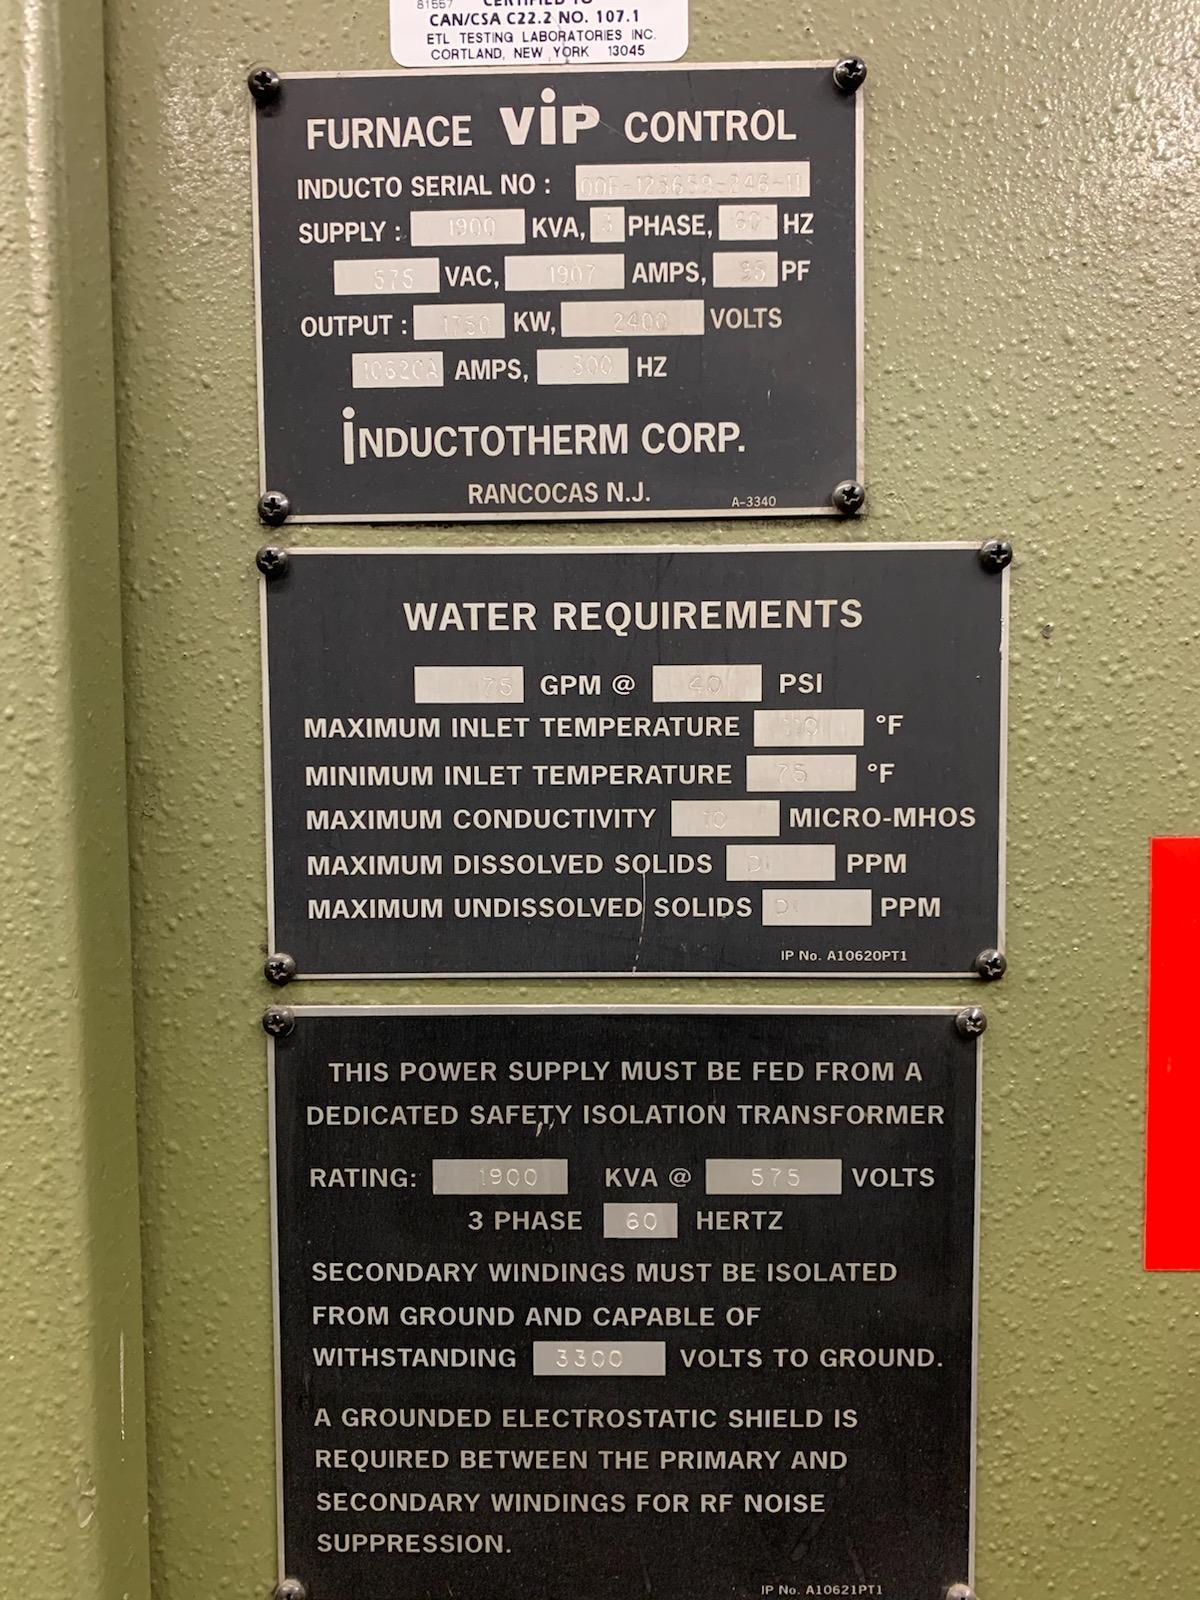 81557 CERTIFIED TO
CAN/CSA C22.2 NO. 107.1
ETL TESTING LABORATORIES INC.
CORTLAND, NEW YORK 13045
FURNACE ViP CONTROL
INDUCTO SERIAL NO :
SUPPLY : 1900 KVA, 3 PHASE, 60 HZ
575 VAC, 1907 AMPS, 95 PF
OUTPUT : 1750 KW, 2400 VOLTS
10620A AMPS, 300 HZ
iNDUCTOTHERM CORP.
RANCOCAS N.J.
A-3340
WATER REQUIREMENTS
75 GPM @ 40 PSI
MAXIMUM INLET TEMPERATURE °F
MINIMUM INLET TEMPERATURE 75 °F
MAXIMUM CONDUCTIVITY 10 MICRO-MHOS
MAXIMUM DISSOLVED SOLIDS PPM
MAXIMUM UNDISSOLVED SOLIDS PPM
IP No. A10620PT1
THIS POWER SUPPLY MUST BE FED FROM A
DEDICATED SAFETY ISOLATION TRANSFORMER
RATING: 1900 KVA @ 575 VOLTS
3 PHASE 60 HERTZ
SECONDARY WINDINGS MUST BE ISOLATED
FROM GROUND AND CAPABLE OF
WITHSTANDING 3300 VOLTS TO GROUND.
A GROUNDED ELECTROSTATIC SHIELD IS
REQUIRED BETWEEN THE PRIMARY AND
SECONDARY WINDINGS FOR RF NOISE
SUPPRESSION.
IP No. A10621PT1